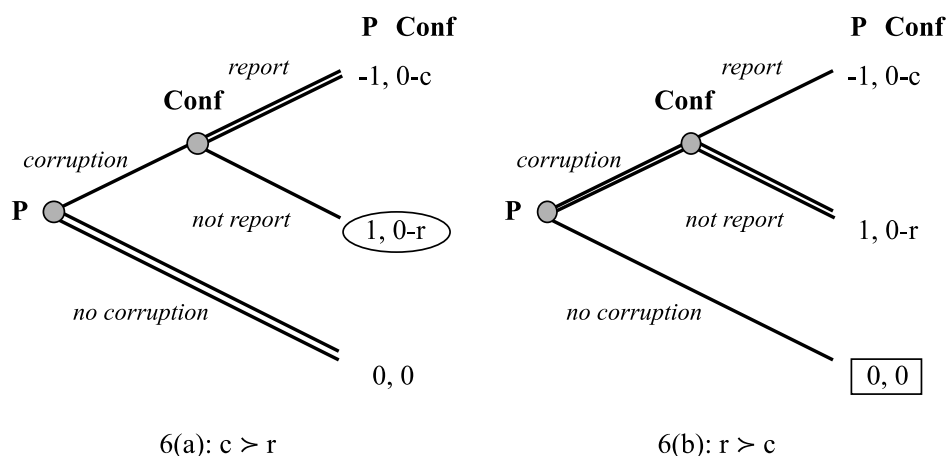 P Conf
report
-1, 0-c
Conf
corruption
P
not report
1, 0-r
no corruption
0, 0
6(a): c ≻ r
P Conf
report
-1, 0-c
Conf
corruption
P
not report
1, 0-r
no corruption
0, 0
6(b): r ≻ c